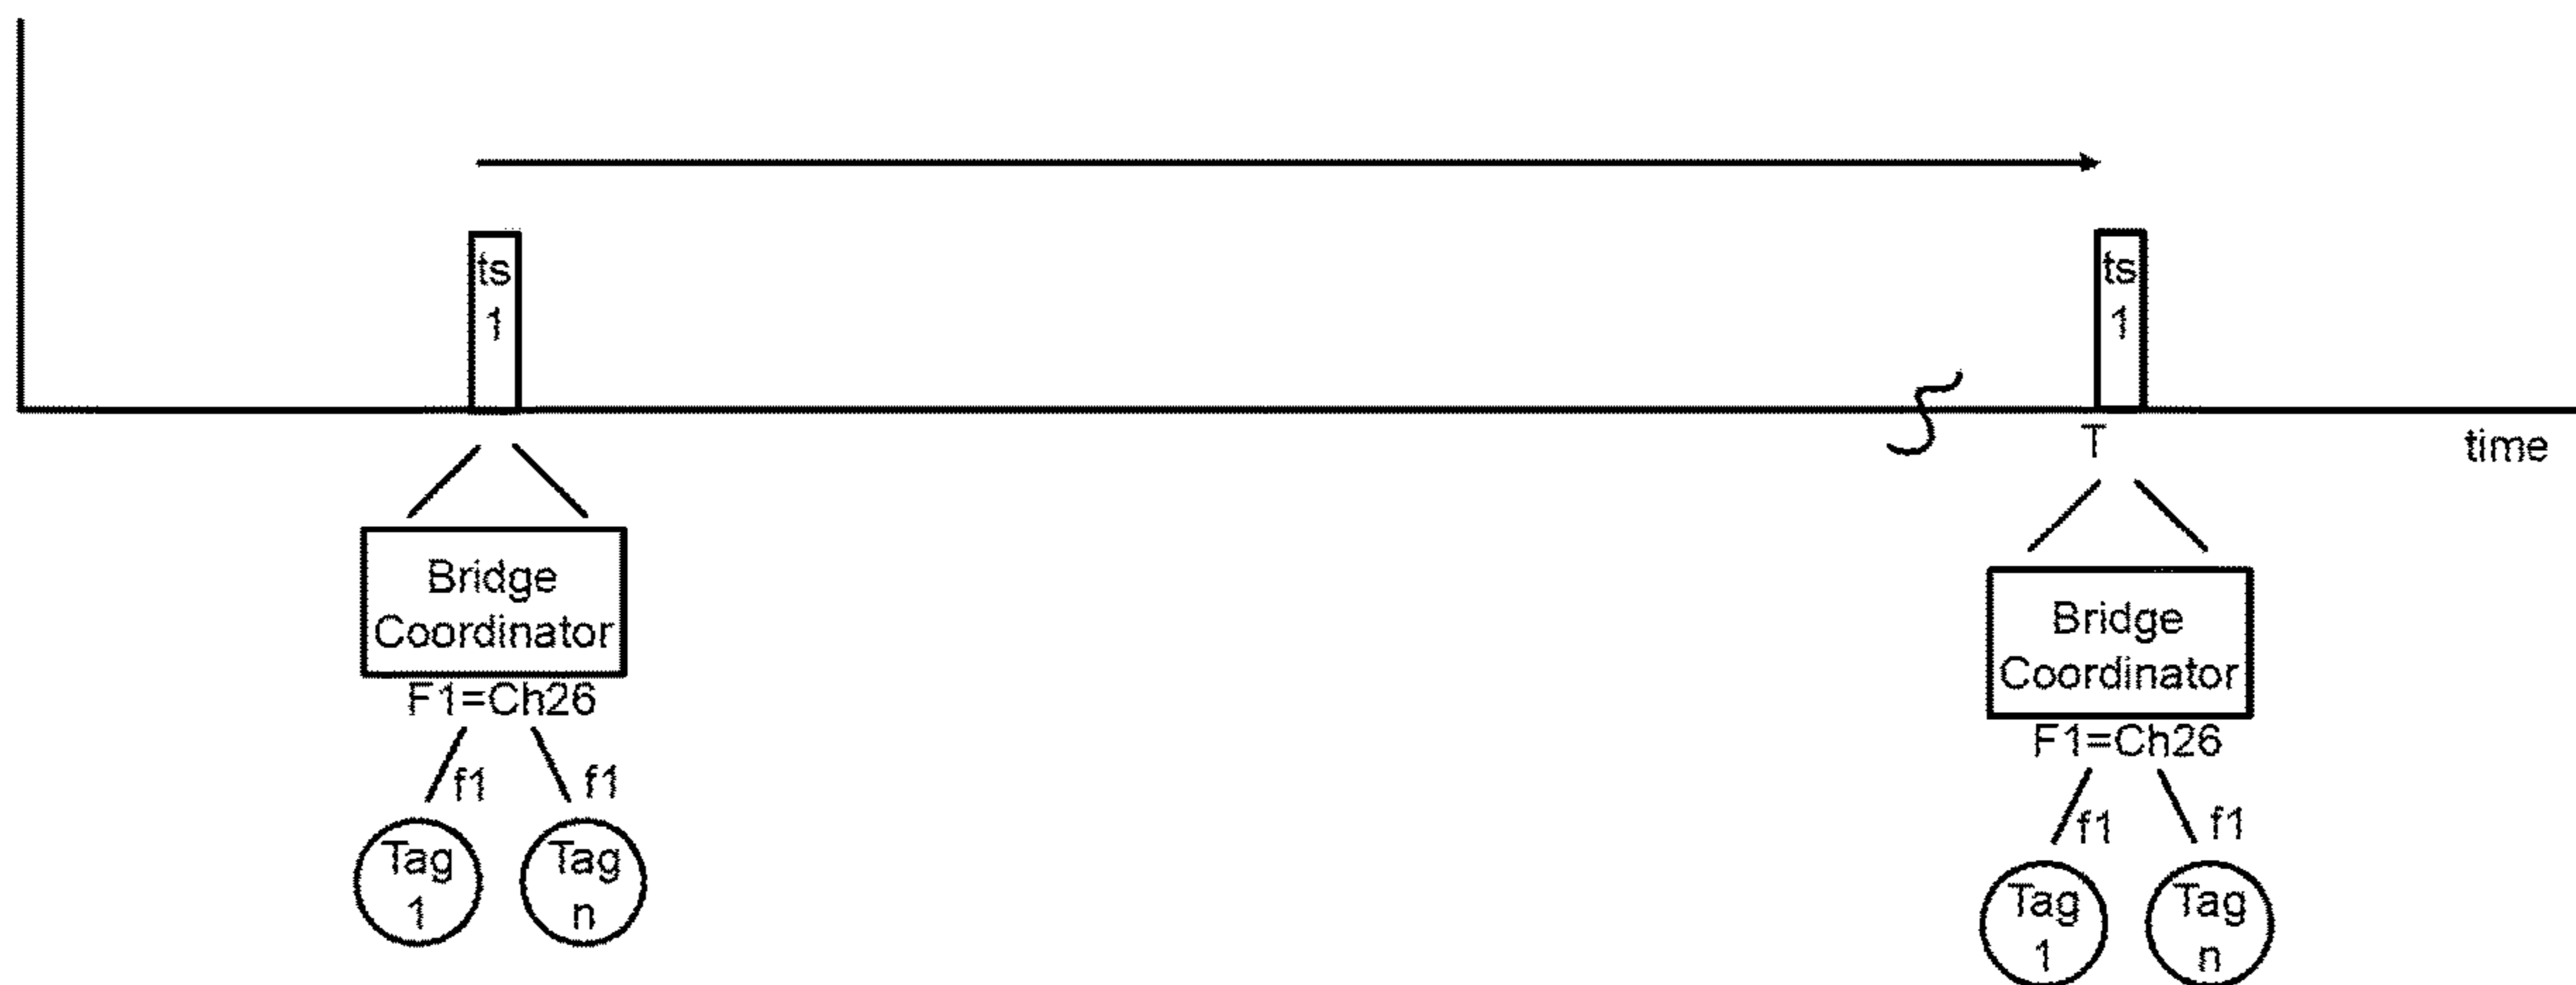 ts
1
ts
1
T
time
Bridge
Coordinator
F1=Ch26
f1
f1
Tag
1
Tag
n
Bridge
Coordinator
F1=Ch26
f1
f1
Tag
1
Tag
n